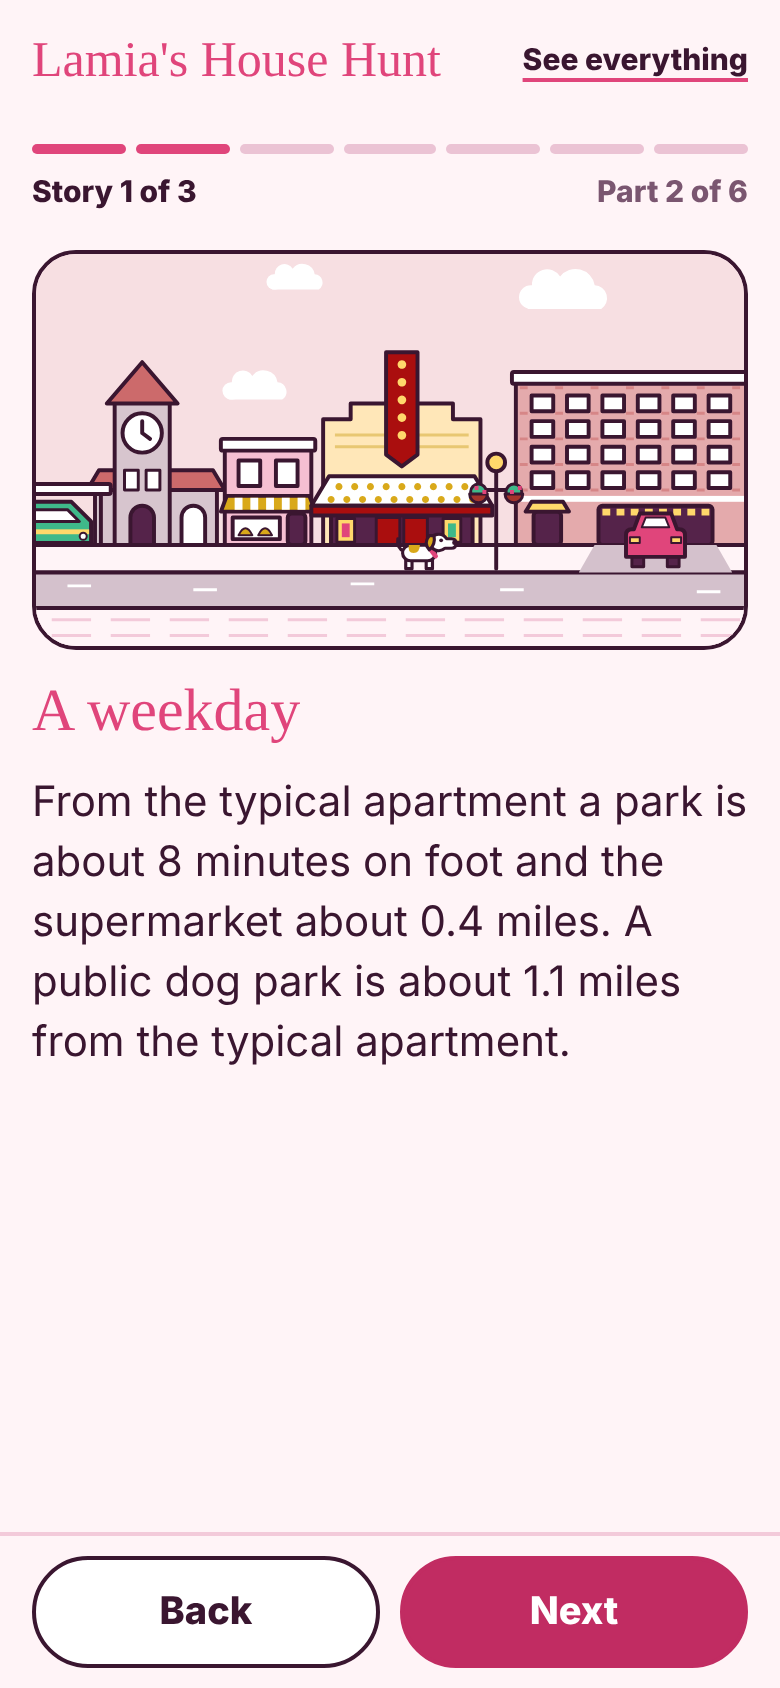 Lamia's House Hunt
See everything
Story 1 of 3
Part 2 of 6
A weekday
From the typical apartment a park is
about 8 minutes on foot and the
supermarket about 0.4 miles. A
public dog park is about 1.1 miles
from the typical apartment.
Back
Next